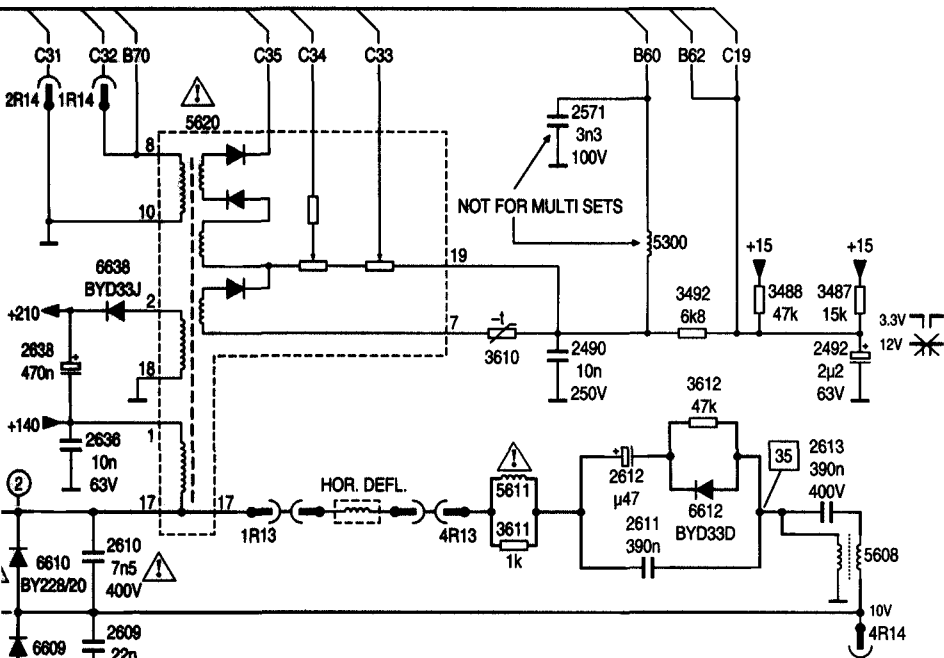 C31
C32
B70
C35
C34
C33
B60
B62
C19
2R14
1R14
5620
8
10
2571
3n3
100V
NOT FOR MULTI SETS
5300
19
6638
BYD33J
+210
2
2638
470n
18
+140
1
2636
10n
63V
7
-t
3610
2490
10n
250V
3492
6k8
+15
3488
47k
+15
3487
15k
3.3V
12V
2492
2µ2
63V
3612
47k
2
17
17
1R13
HOR. DEFL.
4R13
5611
3611
1k
+
2612
µ47
6612
BYD33D
2611
390n
35
2613
390n
400V
5608
6610
BY228/20
2610
7n5
400V
10V
4R14
6609
2609
22n